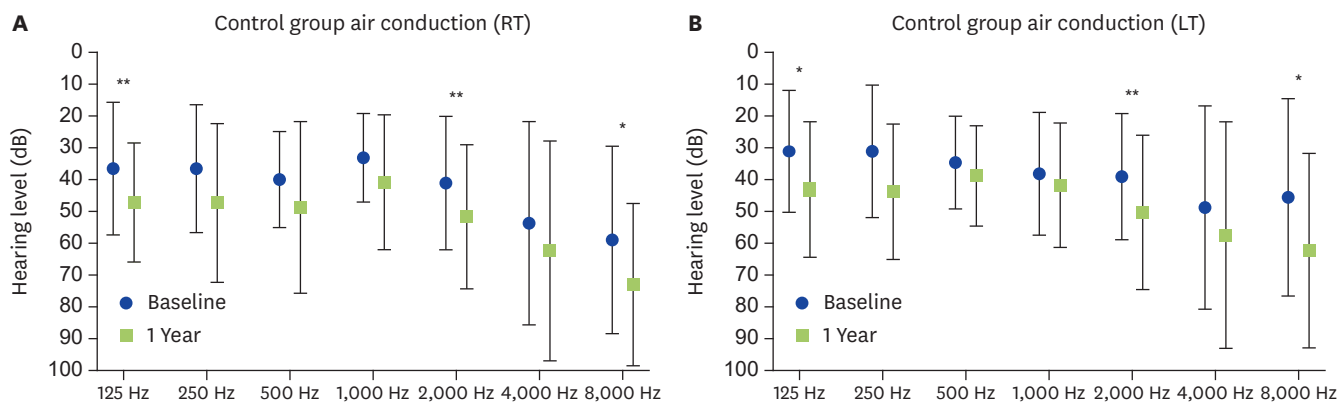 A Control group air conduction (RT)
0
10
20
30
40
50
60
70
80
90
100
Hearing level (dB)
** ** *
Baseline
1 Year
125 Hz 250 Hz 500 Hz 1,000 Hz 2,000 Hz 4,000 Hz 8,000 Hz
B Control group air conduction (LT)
0
10
20
30
40
50
60
70
80
90
100
Hearing level (dB)
* ** *
Baseline
1 Year
125 Hz 250 Hz 500 Hz 1,000 Hz 2,000 Hz 4,000 Hz 8,000 Hz